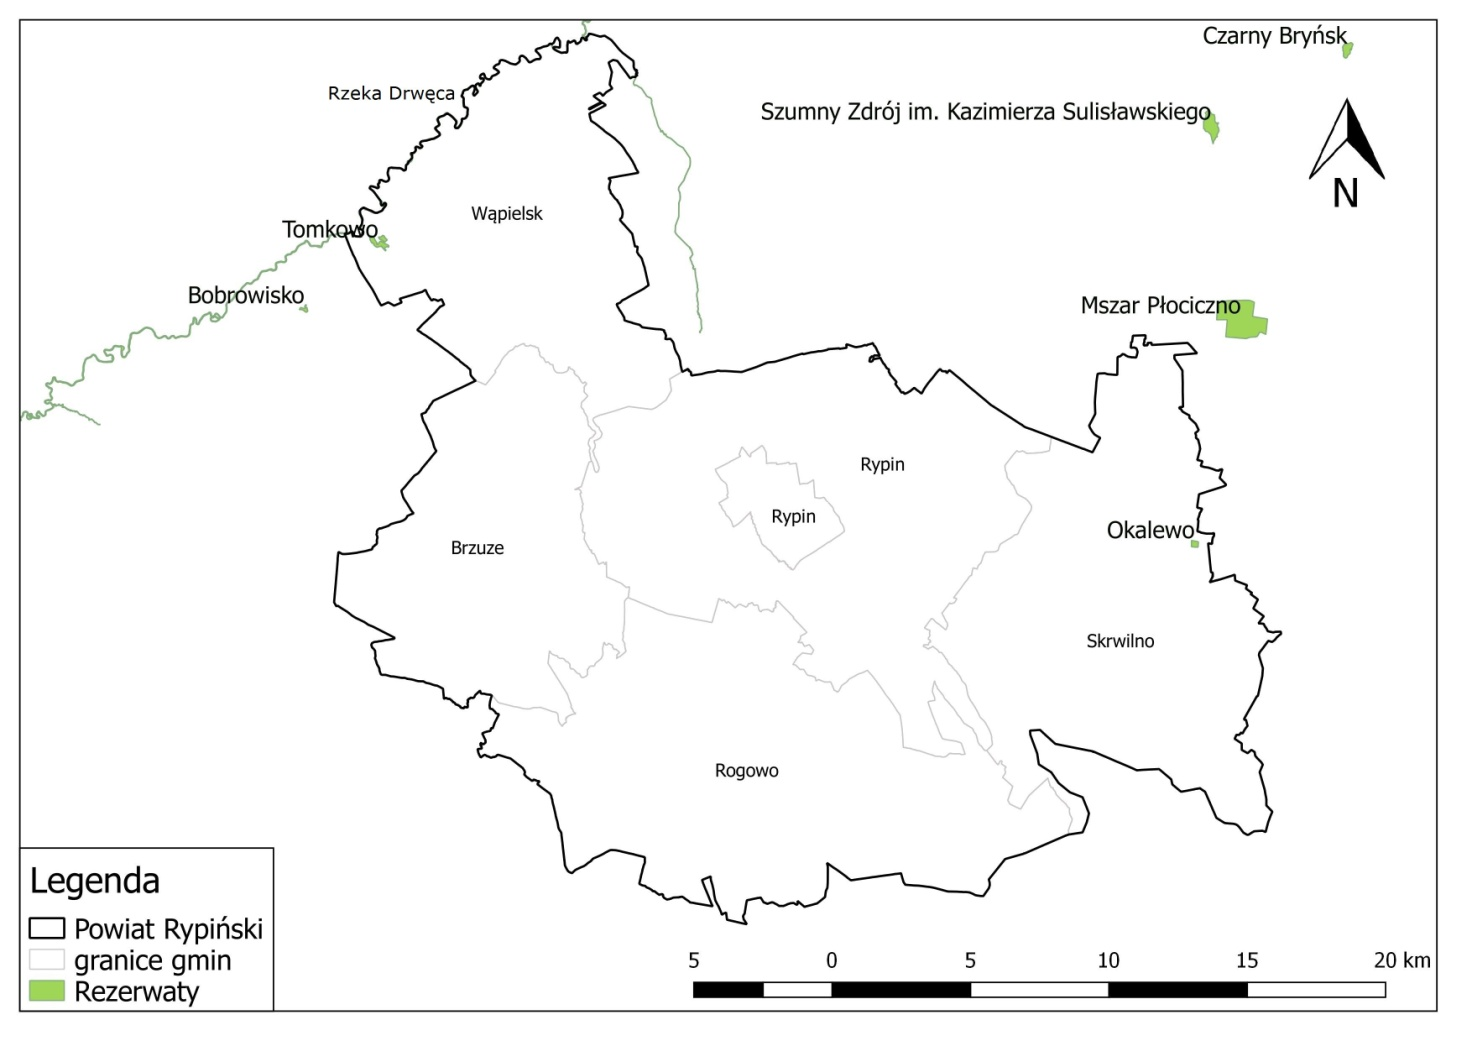 Czarny Bryńsk
Rzeka Drwęca
Szumny Zdrój im. Kazimierza Sulisławskiego
N
Wąpielsk
Tomkowo
Bobrowisko
Mszar Płociczno
Rypin
Rypin
Okalewo
Brzuze
Skrwilno
Rogowo
Legenda
Powiat Rypiński
granice gmin
Rezerwaty
5 0 5 10 15 20 km